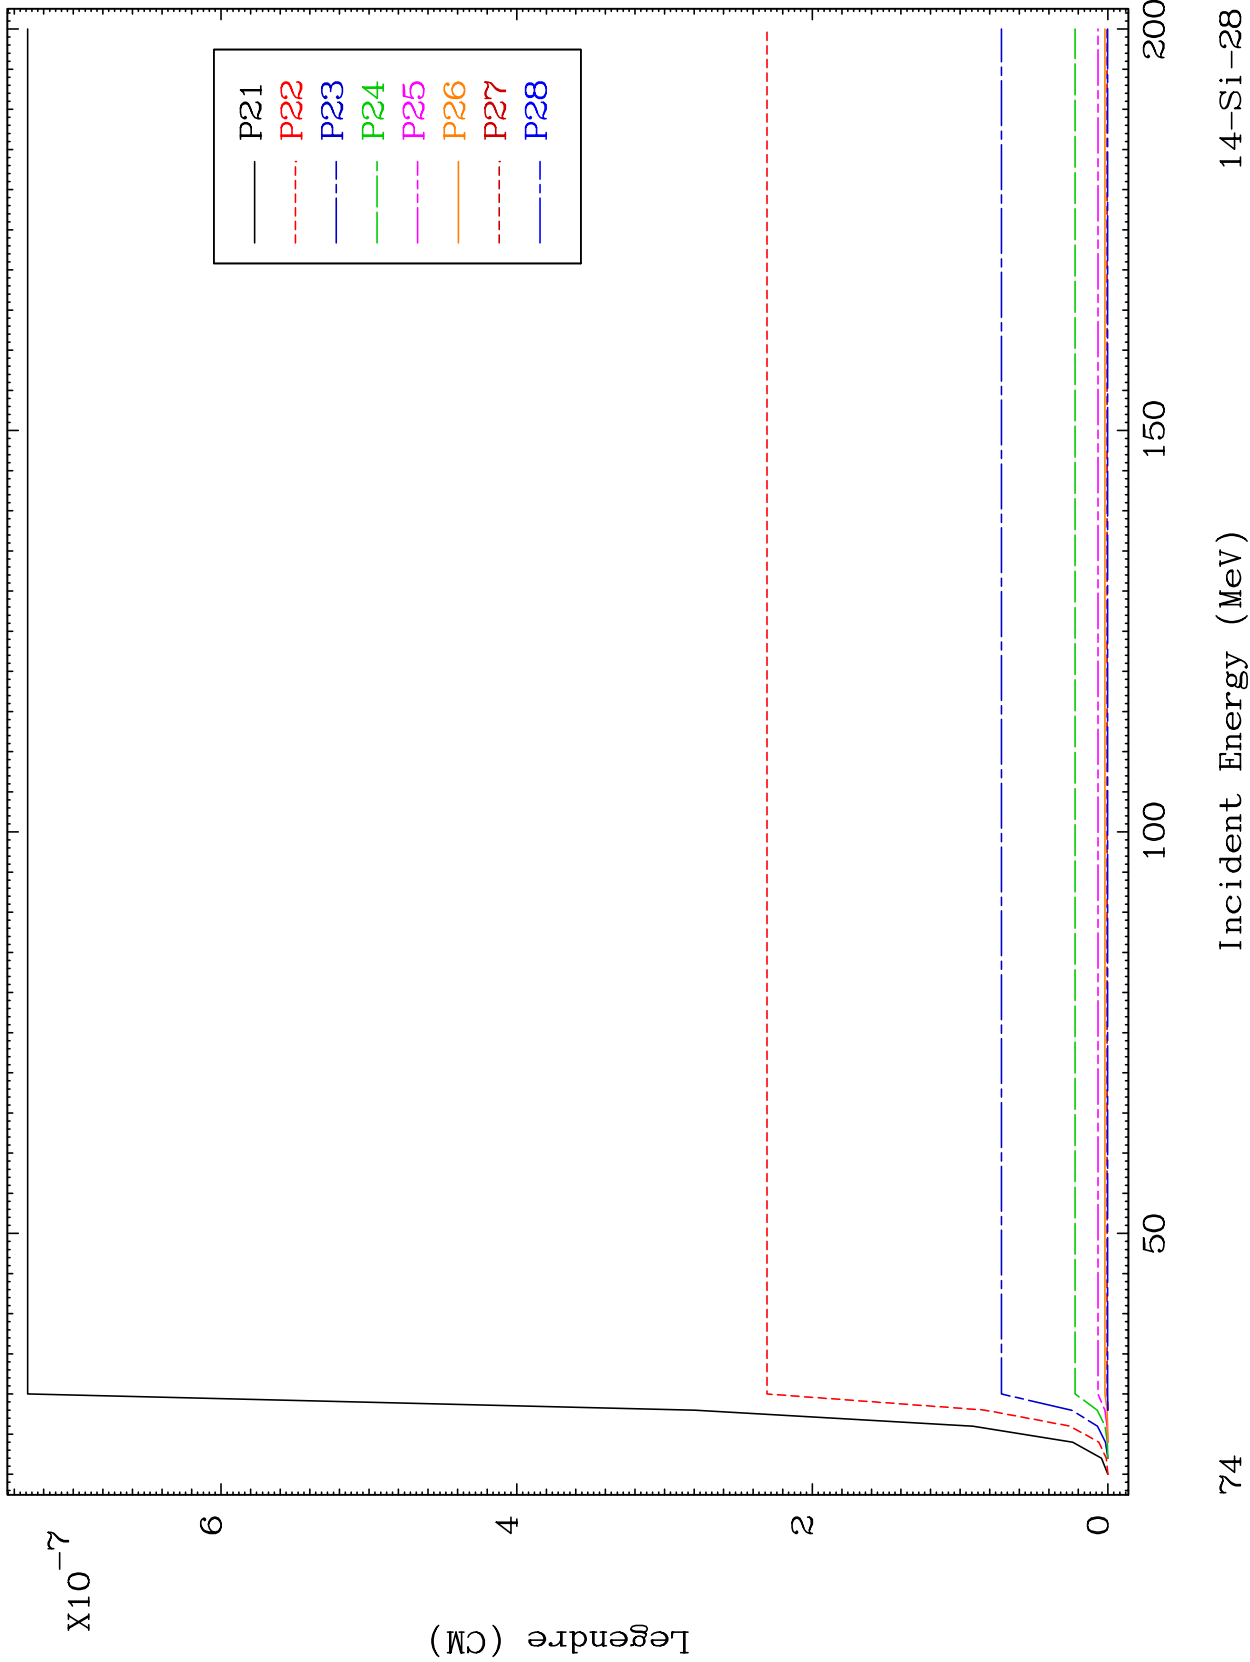 X10
-7
6
4
2
0
Legendre (CM)
P21
P22
P23
P24
P25
P26
P27
P28
50
100
150
200
Incident Energy (MeV)
74
14-Si-28